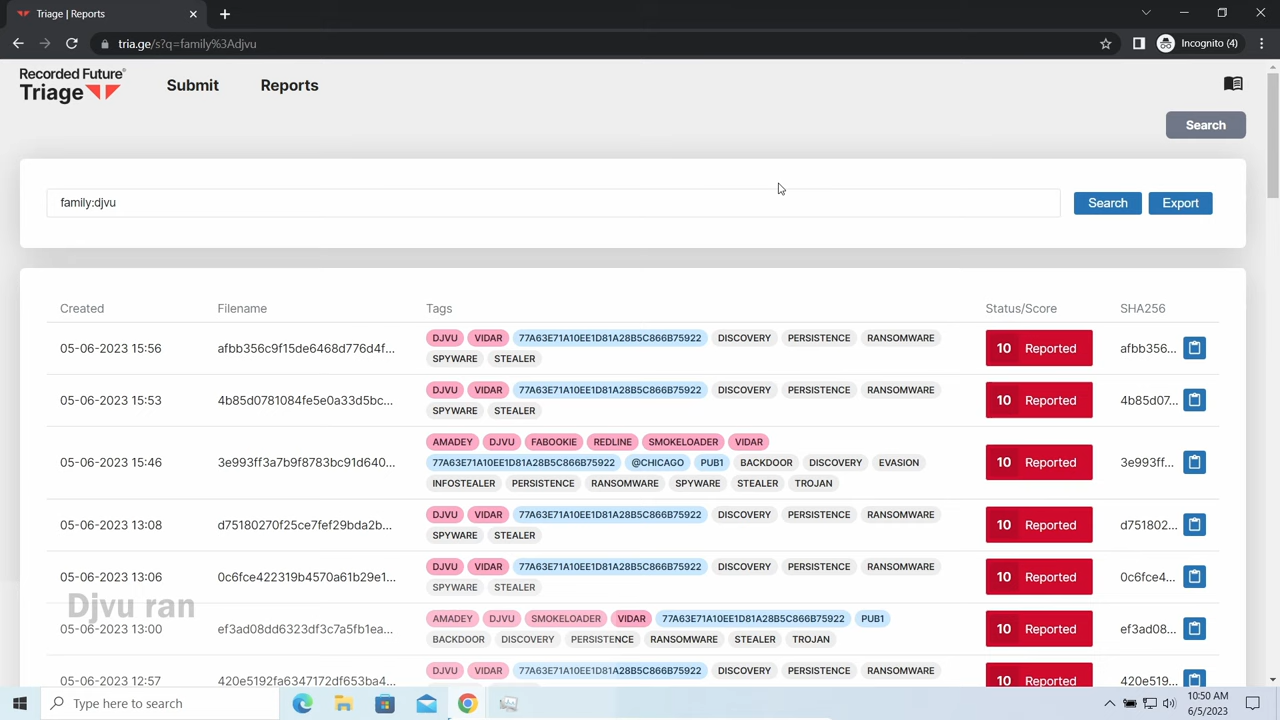 Triage | Reports
tria.ge/s?q=family%3Adjvu
Incognito (4)
Recorded Future®
Triage
Submit
Reports
Search
family:djvu
Search
Export
Created
Filename
Tags
Status/Score
SHA256
05-06-2023 15:56
afbb356c9f15de6468d776d4f...
DJVU VIDAR 77A63E71A10EE1D81A28B5C866B75922 DISCOVERY PERSISTENCE RANSOMWARE
SPYWARE STEALER
10 Reported
afbb356...
05-06-2023 15:53
4b85d0781084fe5e0a33d5bc...
DJVU VIDAR 77A63E71A10EE1D81A28B5C866B75922 DISCOVERY PERSISTENCE RANSOMWARE
SPYWARE STEALER
10 Reported
4b85d07...
05-06-2023 15:46
3e993ff3a7b9f8783bc91d640...
AMADEY DJVU FABOOKIE REDLINE SMOKELOADER VIDAR
77A63E71A10EE1D81A28B5C866B75922 @CHICAGO PUB1 BACKDOOR DISCOVERY EVASION
INFOSTEALER PERSISTENCE RANSOMWARE SPYWARE STEALER TROJAN
10 Reported
3e993ff...
05-06-2023 13:08
d75180270f25ce7fef29bda2b...
DJVU VIDAR 77A63E71A10EE1D81A28B5C866B75922 DISCOVERY PERSISTENCE RANSOMWARE
SPYWARE STEALER
10 Reported
d751802...
05-06-2023 13:06
0c6fce422319b4570a61b29e1...
DJVU VIDAR 77A63E71A10EE1D81A28B5C866B75922 DISCOVERY PERSISTENCE RANSOMWARE
SPYWARE STEALER
10 Reported
0c6fce4...
Djvu ran
05-06-2023 13:00
ef3ad08dd6323df3c7a5fb1ea...
AMADEY DJVU SMOKELOADER VIDAR 77A63E71A10EE1D81A28B5C866B75922 PUB1
BACKDOOR DISCOVERY PERSISTENCE RANSOMWARE STEALER TROJAN
10 Reported
ef3ad08...
05-06-2023 12:57
420e5192fa6347172df653ba4...
DJVU VIDAR 77A63E71A10EE1D81A28B5C866B75922 DISCOVERY PERSISTENCE RANSOMWARE
10 Reported
420e519...
Type here to search
10:50 AM
6/5/2023